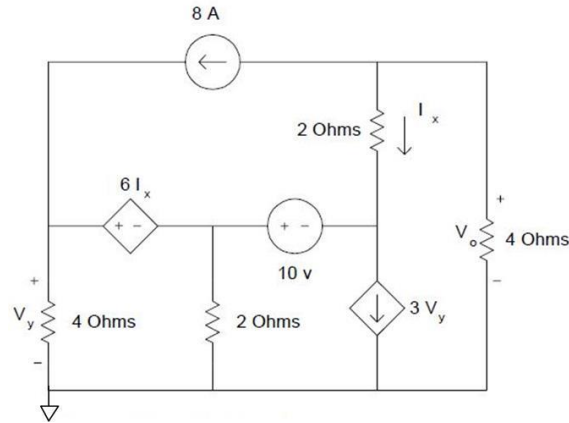 8 A
2 Ohms
I x
6 I x
+ -
+ -
10 v
+
V o
4 Ohms
-
+
V y
4 Ohms
-
2 Ohms
3 V y